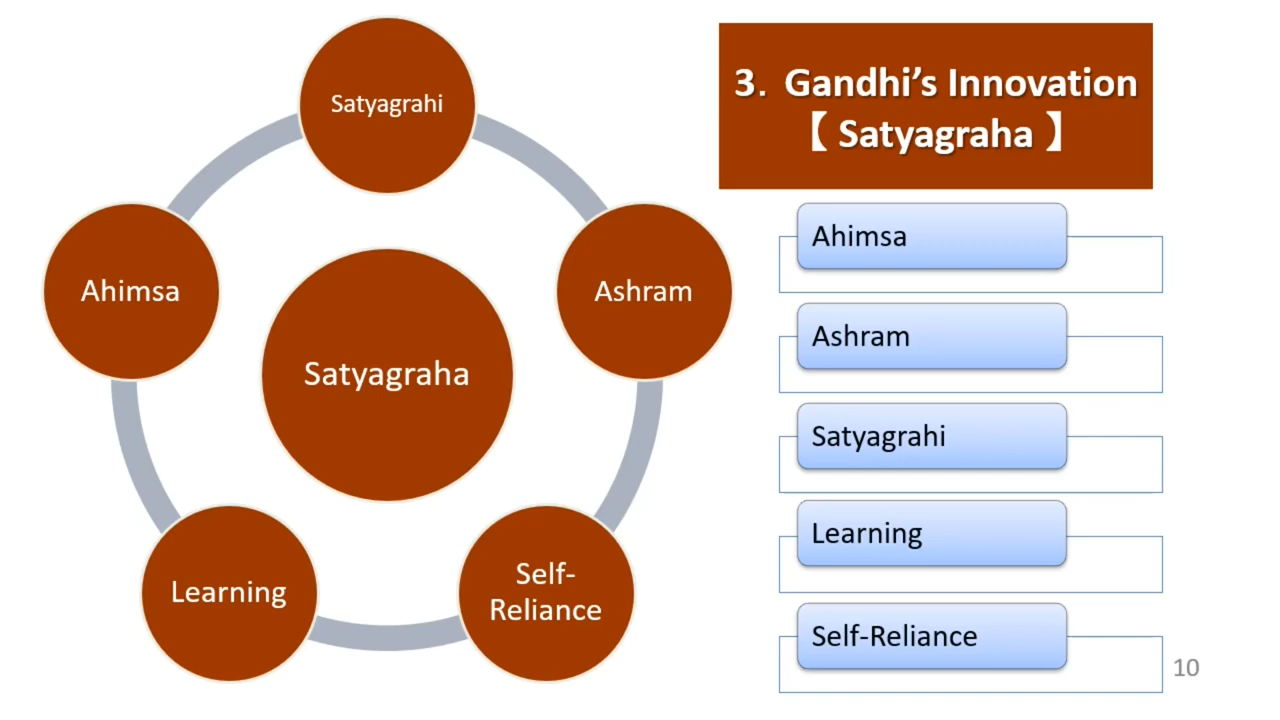 Satyagrahi
Ahimsa
Ashram
Satyagraha
Learning
Self-
Reliance
3. Gandhi’s Innovation
【 Satyagraha 】
Ahimsa
Ashram
Satyagrahi
Learning
Self-Reliance
10